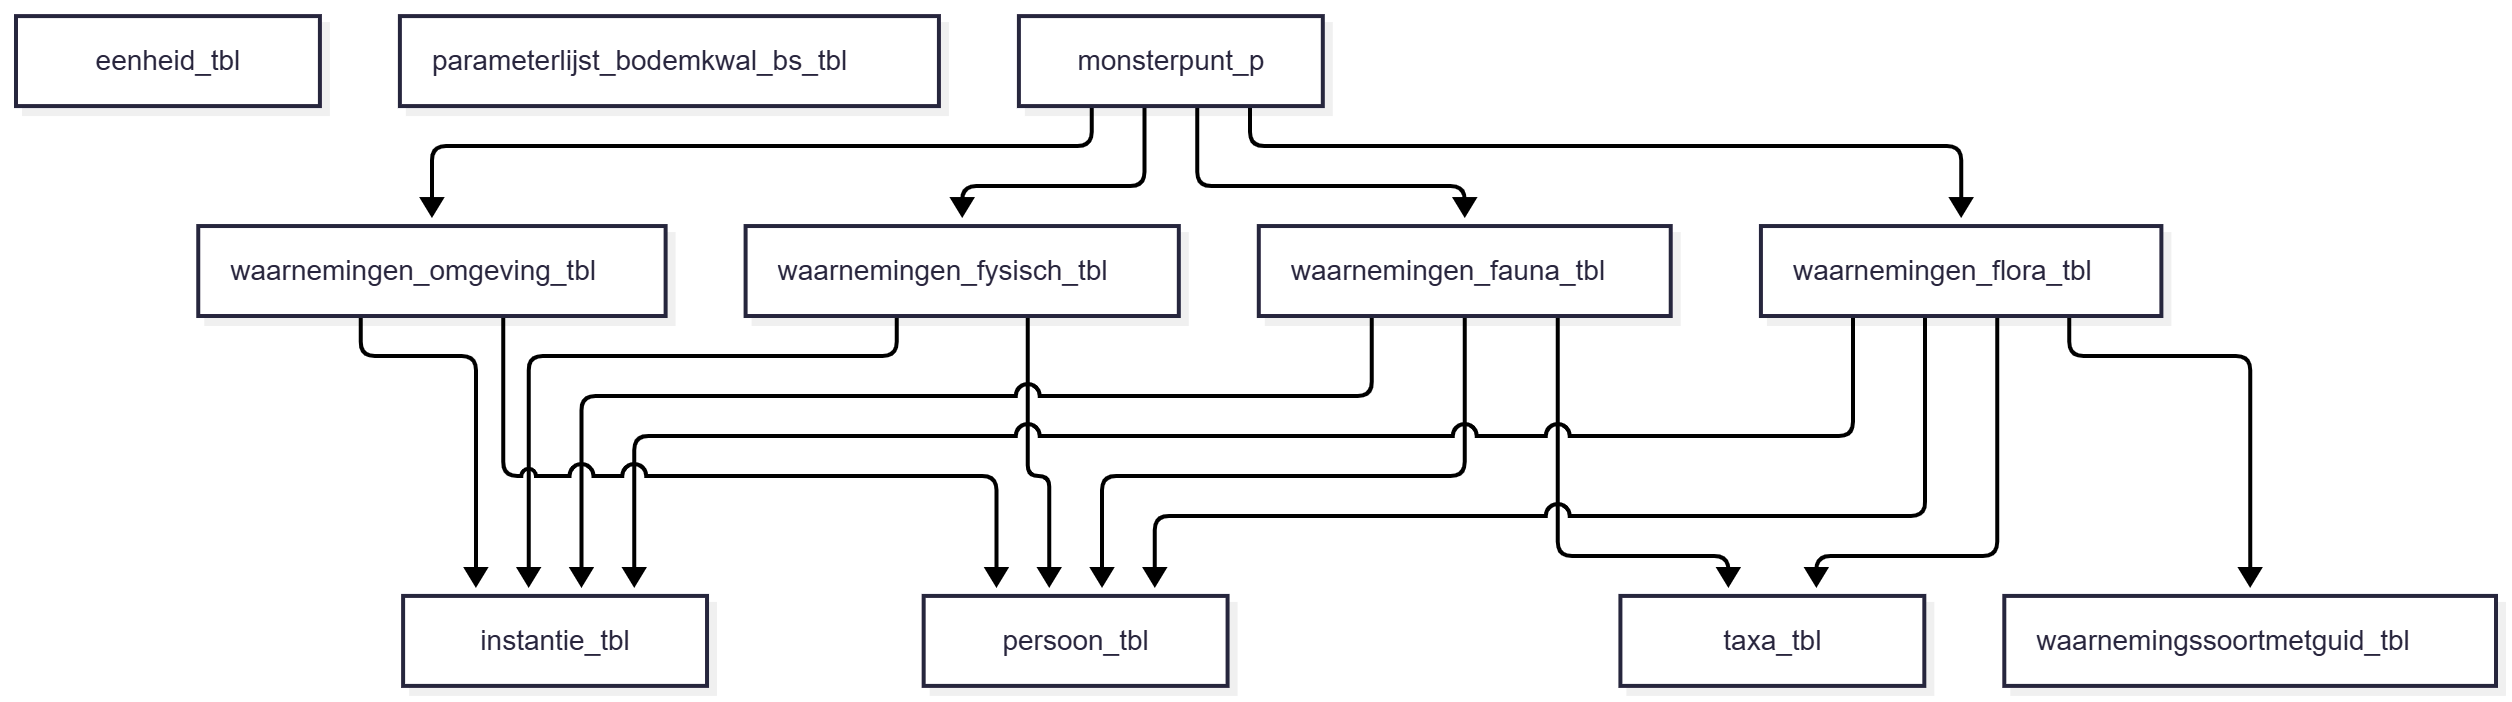 eenheid_tbl
parameterlijst_bodemkwal_bs_tbl
monsterpunt_p
waarnemingen_omgeving_tbl
waarnemingen_fysisch_tbl
waarnemingen_fauna_tbl
waarnemingen_flora_tbl
instantie_tbl
persoon_tbl
taxa_tbl
waarnemingssoortmetguid_tbl